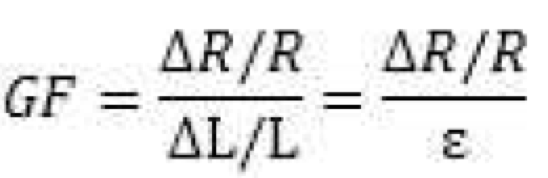 GF = ΔR/R / ΔL/L = ΔR/R / ε